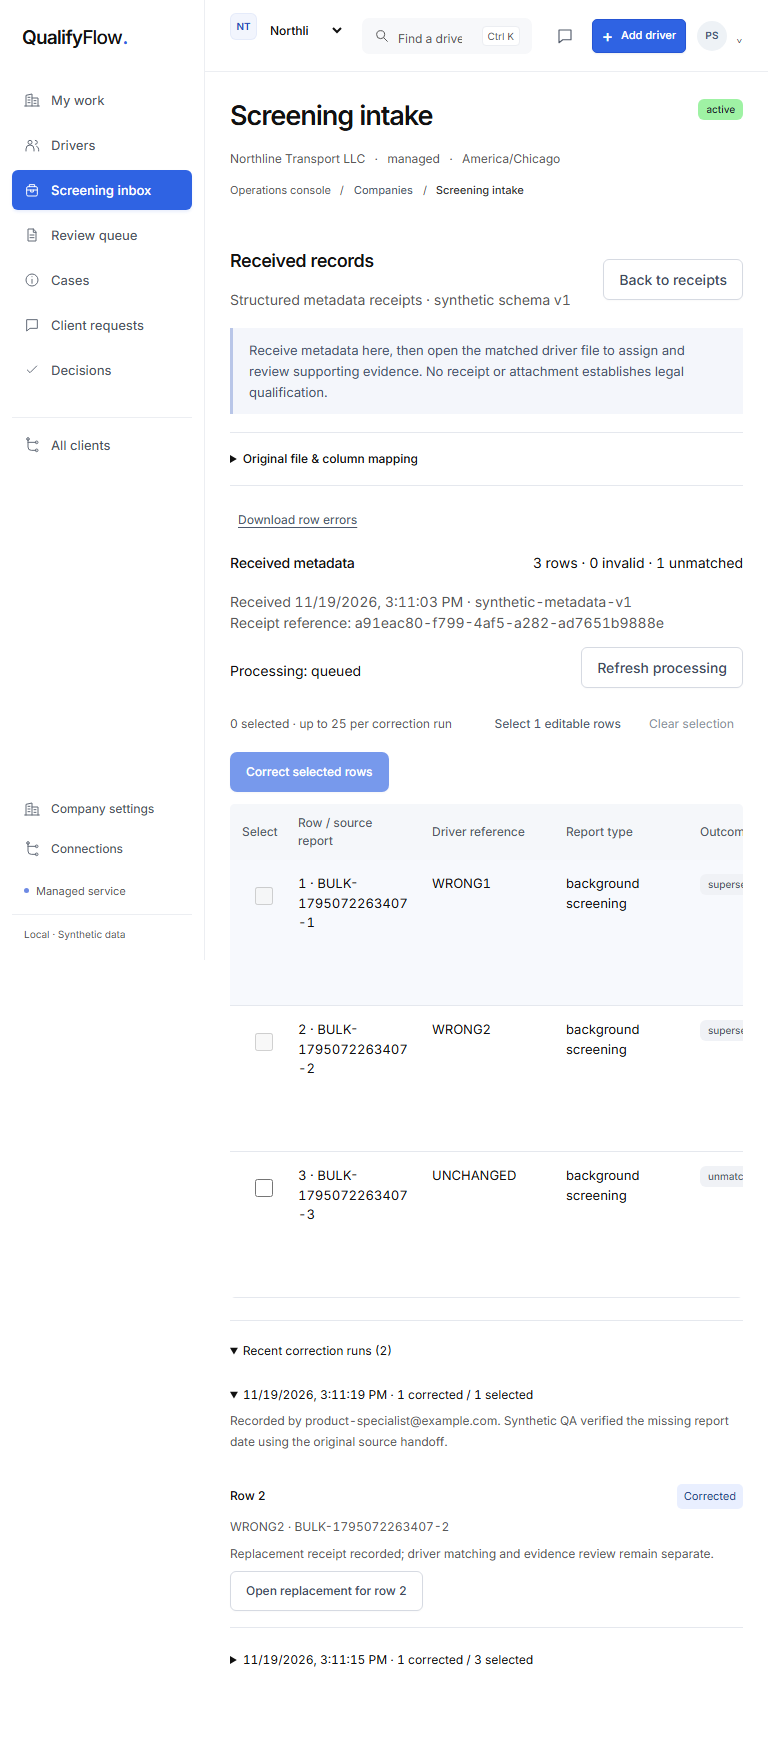 QualifyFlow.
My work
Drivers
Screening inbox
Review queue
Cases
Client requests
Decisions
All clients
Company settings
Connections
Managed service
Local · Synthetic data
NT
Northli
Find a drive
Ctrl K
+ Add driver
PS
Screening intake
active
Northline Transport LLC · managed · America/Chicago
Operations console / Companies / Screening intake
Received records
Back to receipts
Structured metadata receipts · synthetic schema v1
Receive metadata here, then open the matched driver file to assign and
review supporting evidence. No receipt or attachment establishes legal
qualification.
Original file & column mapping
Download row errors
Received metadata
3 rows · 0 invalid · 1 unmatched
Received 11/19/2026, 3:11:03 PM · synthetic-metadata-v1
Receipt reference: a91eac80-f799-4af5-a282-ad7651b9888e
Processing: queued
Refresh processing
0 selected · up to 25 per correction run
Select 1 editable rows
Clear selection
Correct selected rows
Select
Row / source
report
Driver reference
Report type
Outcom
1 · BULK-
1795072263407
-1
WRONG1
background
screening
superse
2 · BULK-
1795072263407
-2
WRONG2
background
screening
superse
3 · BULK-
1795072263407
-3
UNCHANGED
background
screening
unmatc
Recent correction runs (2)
11/19/2026, 3:11:19 PM · 1 corrected / 1 selected
Recorded by product-specialist@example.com. Synthetic QA verified the missing report
date using the original source handoff.
Row 2
Corrected
WRONG2 · BULK-1795072263407-2
Replacement receipt recorded; driver matching and evidence review remain separate.
Open replacement for row 2
11/19/2026, 3:11:15 PM · 1 corrected / 3 selected